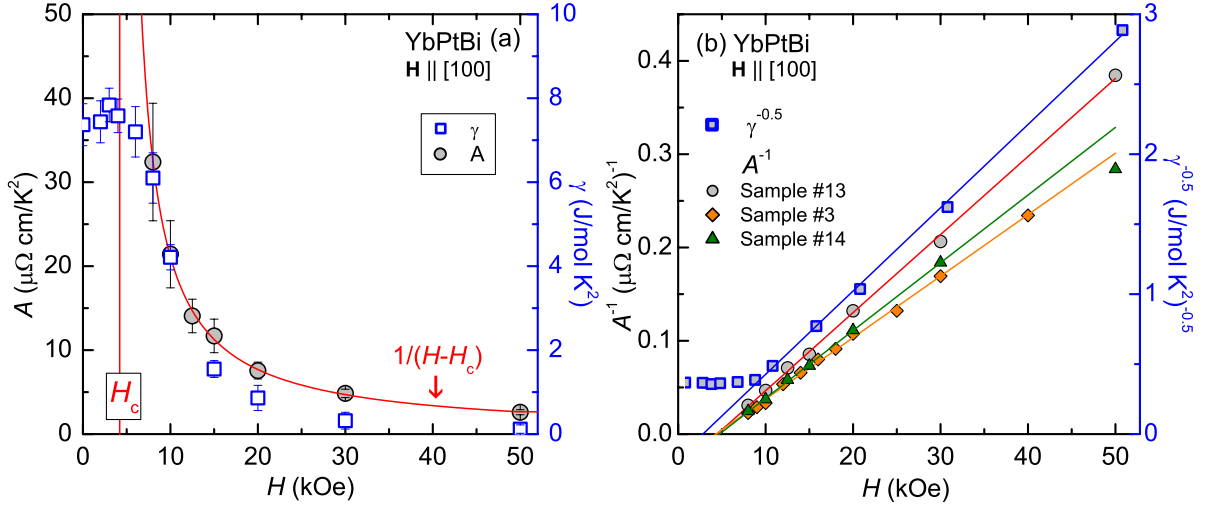 50
40
30
20
10
0
A (μΩ cm/K²)
0 10 20 30 40 50
H (kOe)
10
8
6
4
2
0
γ (J/mol K²)
YbPtBi (a)
H || [100]
γ
A
1/(H-Hc)
Hc
0.4
0.3
0.2
0.1
0.0
A⁻¹ (μΩ cm/K²)⁻¹
0 10 20 30 40 50
H (kOe)
3
2
1
0
γ⁻⁰·⁵ (J/mol K²)⁻⁰·⁵
(b) YbPtBi
H || [100]
γ⁻⁰·⁵
A⁻¹
Sample #13
Sample #3
Sample #14